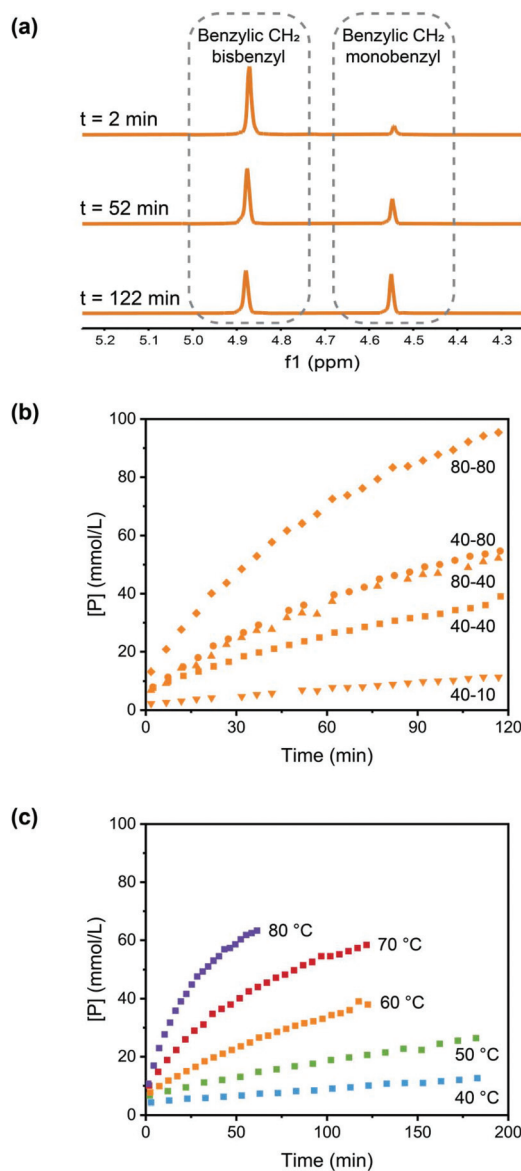 (a)
Benzylic CH₂
bisbenzyl
Benzylic CH₂
monobenzyl
t = 2 min
t = 52 min
t = 122 min
5.2 5.1 5.0 4.9 4.8 4.7 4.6 4.5 4.4 4.3
f1 (ppm)
(b)
[P] (mmol/L)
100
80
60
40
20
0
80-80
40-80
80-40
40-40
40-10
0 30 60 90 120
Time (min)
(c)
[P] (mmol/L)
100
80
60
40
20
0
80 °C
70 °C
60 °C
50 °C
40 °C
0 50 100 150 200
Time (min)